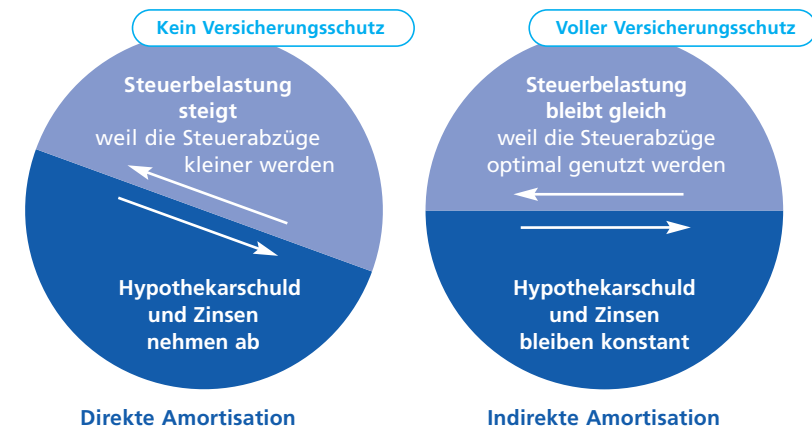 Kein Versicherungsschutz
Steuerbelastung
steigt
weil die Steuerabzüge
kleiner werden
Hypothekarschuld
und Zinsen
nehmen ab
Direkte Amortisation
Voller Versicherungsschutz
Steuerbelastung
bleibt gleich
weil die Steuerabzüge
optimal genutzt werden
Hypothekarschuld
und Zinsen
bleiben konstant
Indirekte Amortisation